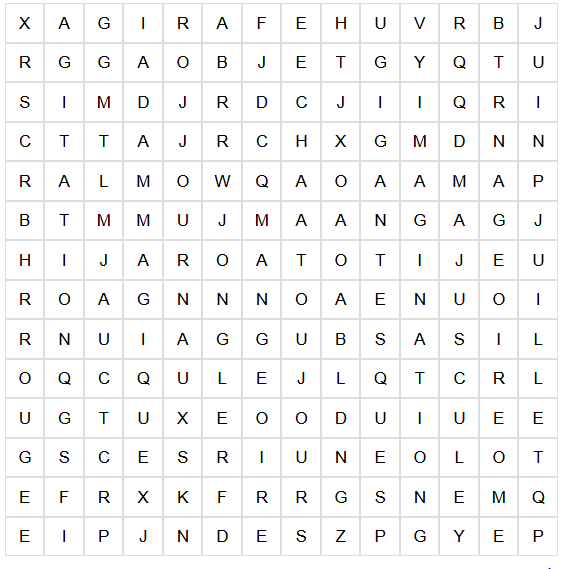 X A G I R A F E H U V R B J
R G G A O B J E T G Y Q T U
S I M D J R D C J I I Q R I
C T T A J R C H X G M D N N
R A L M O W Q A O A A M A P
B T M M U J M A A N G A G J
H I J A R O A T O T I J E U
R O A G N N N O A E N U O I
R N U I A G G U B S A S I L
O Q C Q U L E J L Q T C R L
U G T U X E O O D U I U E E
G S C E S R I U N E O L O T
E F R X K F R R G S N E M Q
E I P J N D E S Z P G Y E P